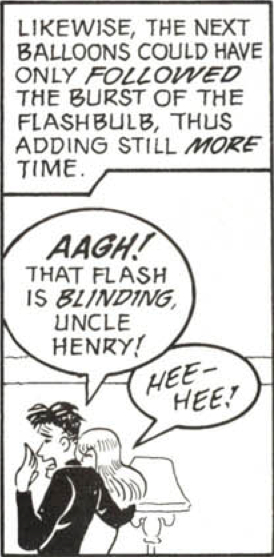 LIKEWISE, THE NEXT
BALLOONS COULD HAVE
ONLY FOLLOWED
THE BURST OF THE
FLASHBULB, THUS
ADDING STILL MORE
TIME.
AAGH!
THAT FLASH
IS BLINDING,
UNCLE
HENRY!
HEE-
HEE!